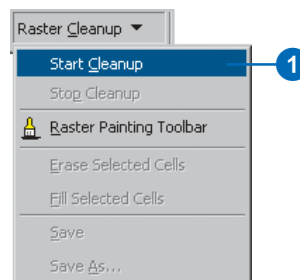 Raster Cleanup
Start Cleanup
1
Stop Cleanup
Raster Painting Toolbar
Erase Selected Cells
Fill Selected Cells
Save
Save As...